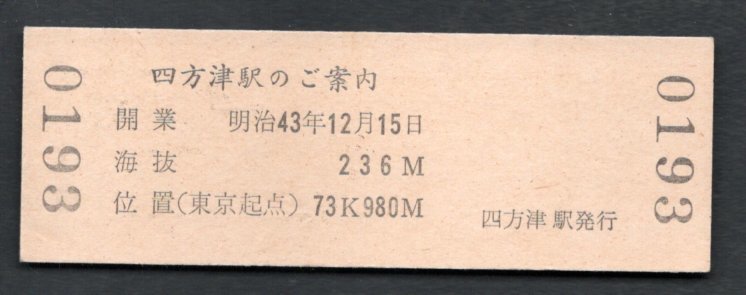 0193
四方津駅のご案内
開業 明治43年12月15日
海抜 236M
位置(東京起点) 73K980M
四方津駅発行
0193